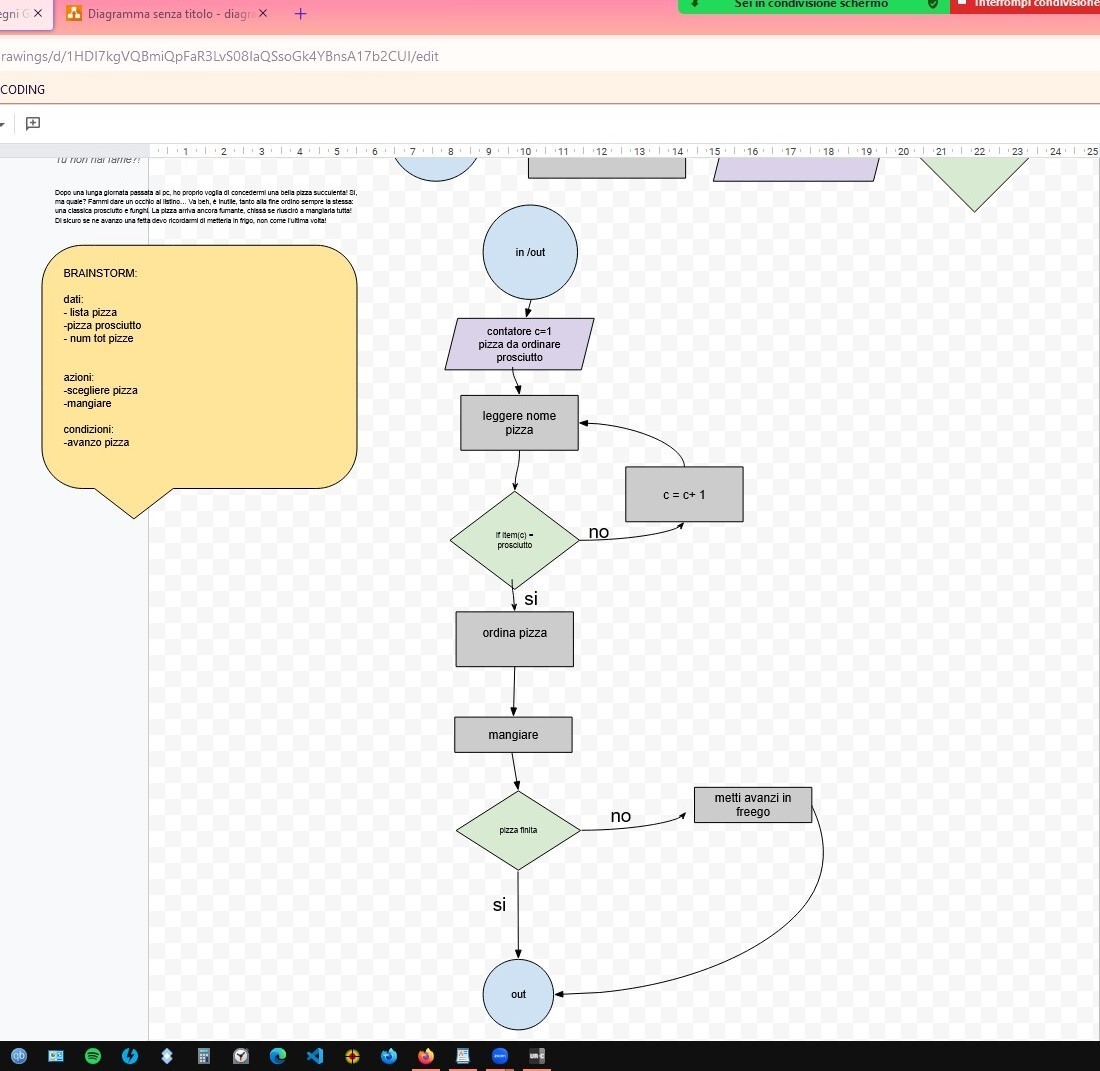 egni G
Diagramma senza titolo - diagr
Sei in condivisione schermo
Interrompi condivisione
rawings/d/1HDI7kgVQBmiQpFaR3LvS08IaQSsoGk4YBnsA17b2CUI/edit
CODING
1 2 3 4 5 6 7 8 9 10 11 12 13 14 15 16 17 18 19 20 21 22 23 24 25
Tu non hai fame?!
Dopo una lunga giornata passata al pc, ho proprio voglia di concedermi una bella pizza succulenta! Si,
ma quale? Fammi dare un occhio al listino... Va beh, è inutile, tanto alla fine ordino sempre la stessa:
una classica prosciutto e funghi. La pizza arriva ancora fumante, chissà se riuscirò a mangiarla tutta!
Di sicuro se ne avanzo una fetta devo ricordarmi di metterla in frigo, non come l'ultima volta!
BRAINSTORM:
dati:
- lista pizza
-pizza prosciutto
- num tot pizze
azioni:
-scegliere pizza
-mangiare
condizioni:
-avanzo pizza
in /out
contatore c=1
pizza da ordinare
prosciutto
leggere nome
pizza
c = c+ 1
if item(c) =
prosciutto
no
si
ordina pizza
mangiare
pizza finita
no
metti avanzi in
freego
si
out
qb
zoom
UR-C